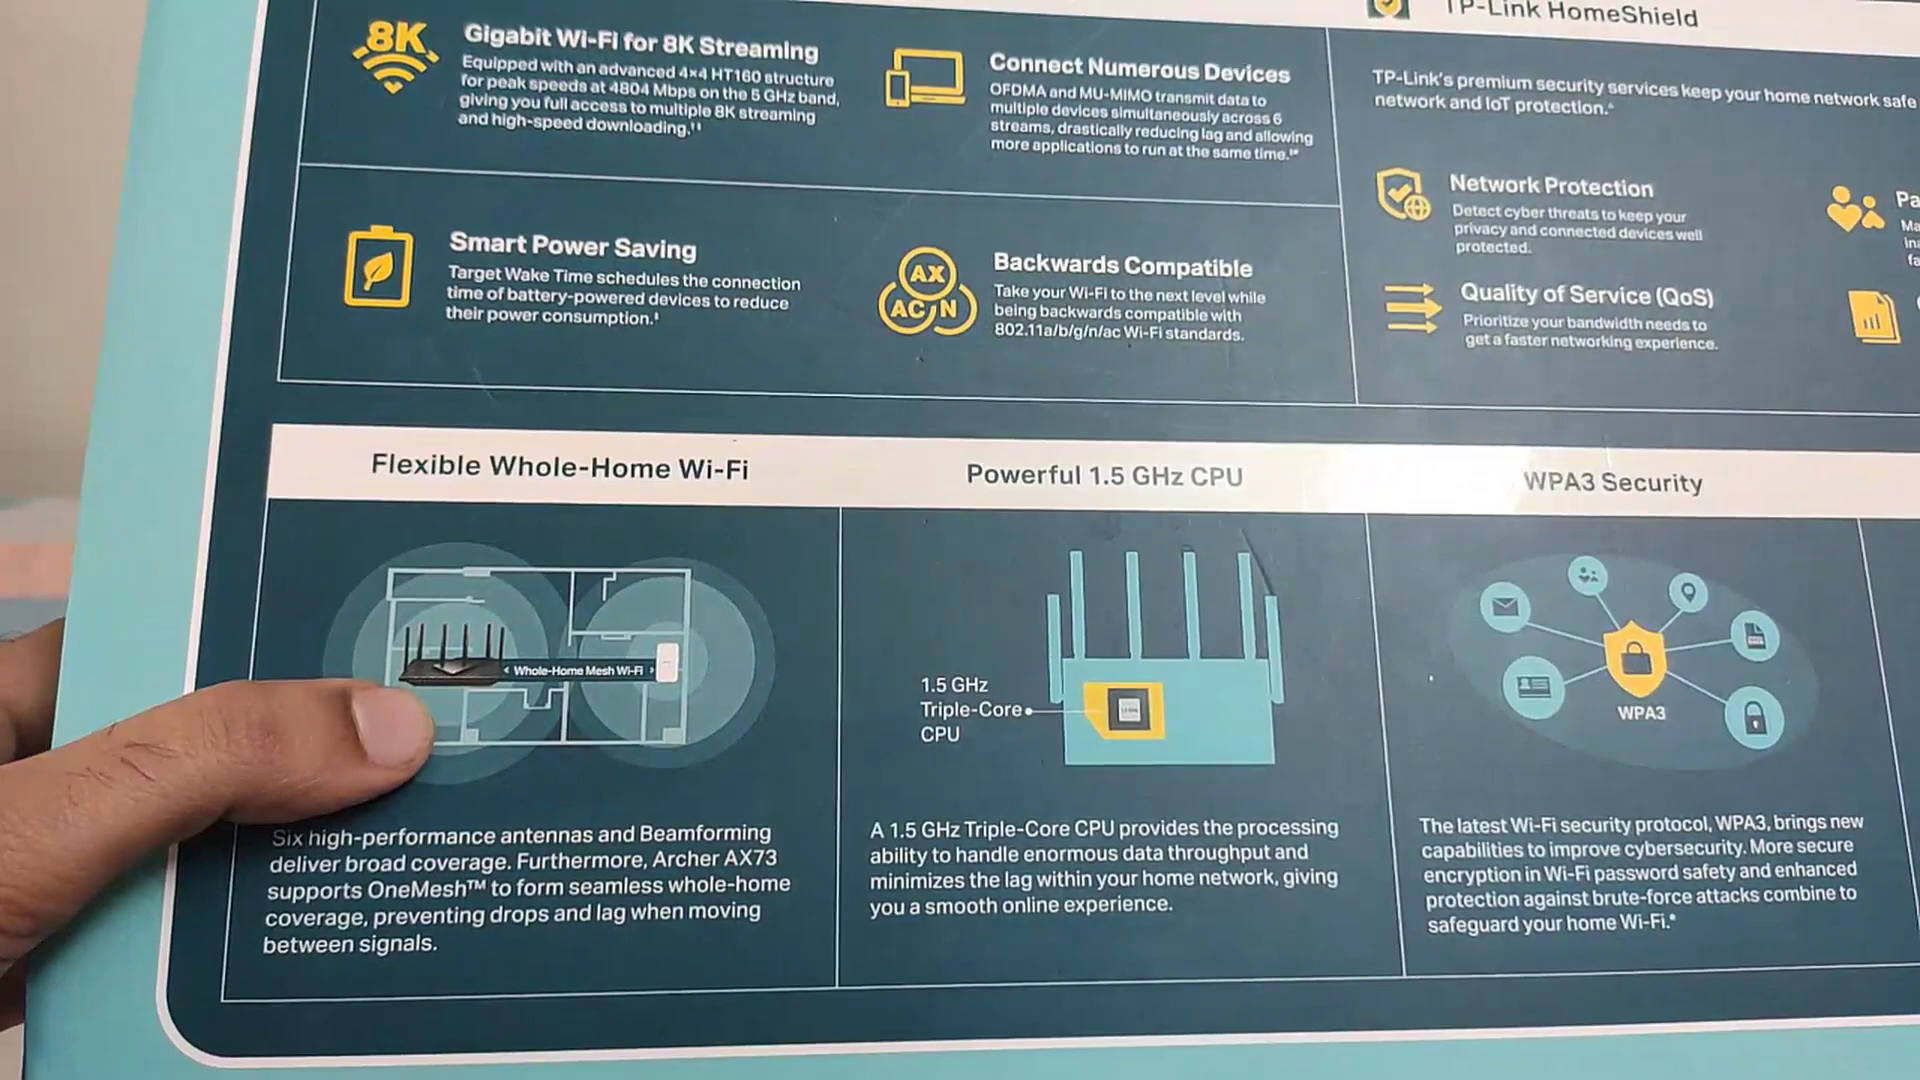 TP-Link HomeShield
8K
Gigabit Wi-Fi for 8K Streaming
Equipped with an advanced 4×4 HT160 structure
for peak speeds at 4804 Mbps on the 5 GHz band,
giving you full access to multiple 8K streaming
and high-speed downloading.
Connect Numerous Devices
OFDMA and MU-MIMO transmit data to
multiple devices simultaneously across 6
streams, drastically reducing lag and allowing
more applications to run at the same time.
TP-Link's premium security services keep your home network safe
network and IoT protection.
Smart Power Saving
Target Wake Time schedules the connection
time of battery-powered devices to reduce
their power consumption.
AX
AC N
Backwards Compatible
Take your Wi-Fi to the next level while
being backwards compatible with
802.11a/b/g/n/ac Wi-Fi standards.
Network Protection
Detect cyber threats to keep your
privacy and connected devices well
protected.
Quality of Service (QoS)
Prioritize your bandwidth needs to
get a faster networking experience.
Flexible Whole-Home Wi-Fi
Whole-Home Mesh Wi-Fi
Six high-performance antennas and Beamforming
deliver broad coverage. Furthermore, Archer AX73
supports OneMesh™ to form seamless whole-home
coverage, preventing drops and lag when moving
between signals.
Powerful 1.5 GHz CPU
1.5 GHz
Triple-Core
CPU
A 1.5 GHz Triple-Core CPU provides the processing
ability to handle enormous data throughput and
minimizes the lag within your home network, giving
you a smooth online experience.
WPA3 Security
WPA3
The latest Wi-Fi security protocol, WPA3, brings new
capabilities to improve cybersecurity. More secure
encryption in Wi-Fi password safety and enhanced
protection against brute-force attacks combine to
safeguard your home Wi-Fi.*